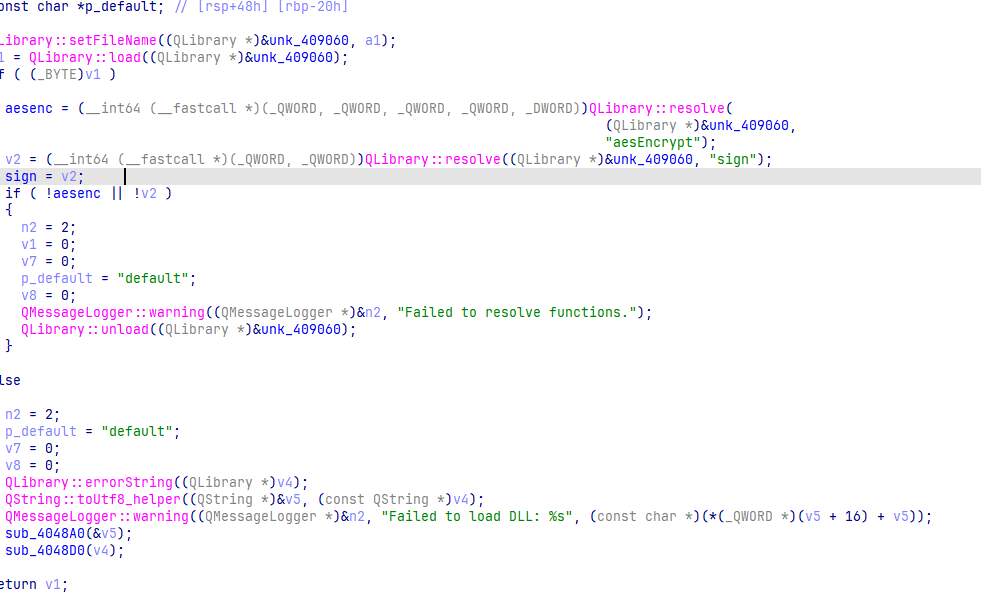 onst char *p_default; // [rsp+48h] [rbp-20h]
Library::setFileName((QLibrary *)&unk_409060, a1);
1 = QLibrary::load((QLibrary *)&unk_409060);
f ( (_BYTE)v1 )
aesenc = (__int64 (__fastcall *)(_QWORD, _QWORD, _QWORD, _QWORD, _DWORD))QLibrary::resolve(
(QLibrary *)&unk_409060,
"aesEncrypt");
v2 = (__int64 (__fastcall *)(_QWORD, _QWORD))QLibrary::resolve((QLibrary *)&unk_409060, "sign");
sign = v2;
if ( !aesenc || !v2 )
{
n2 = 2;
v1 = 0;
v7 = 0;
p_default = "default";
v8 = 0;
QMessageLogger::warning((QMessageLogger *)&n2, "Failed to resolve functions.");
QLibrary::unload((QLibrary *)&unk_409060);
}
lse
n2 = 2;
p_default = "default";
v7 = 0;
v8 = 0;
QLibrary::errorString((QLibrary *)v4);
QString::toUtf8_helper((QString *)&v5, (const QString *)v4);
QMessageLogger::warning((QMessageLogger *)&n2, "Failed to load DLL: %s", (const char *)(*(_QWORD *)(v5 + 16) + v5));
sub_4048A0(&v5);
sub_4048D0(v4);
eturn v1;